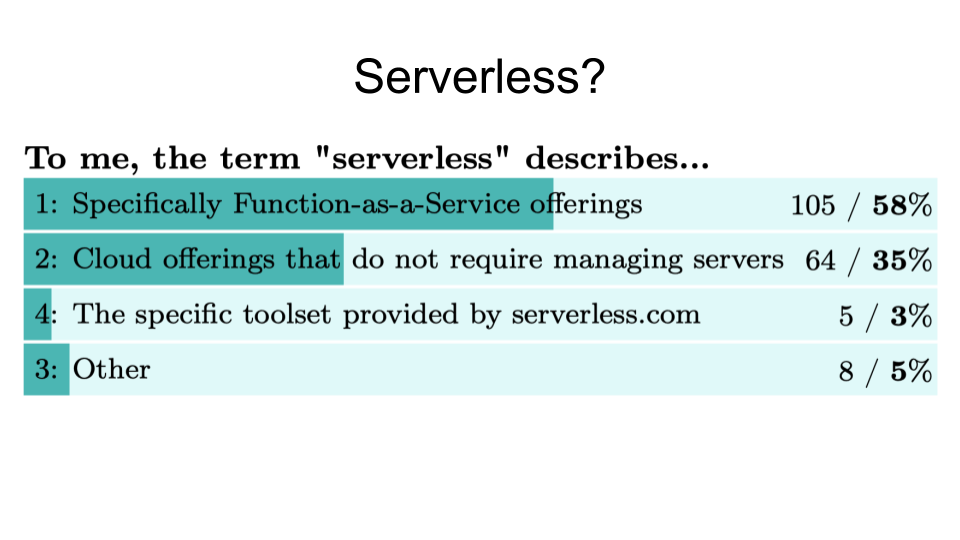 Serverless?
To me, the term "serverless" describes...
1: Specifically Function-as-a-Service offerings 105 / 58%
2: Cloud offerings that do not require managing servers 64 / 35%
4: The specific toolset provided by serverless.com 5 / 3%
3: Other 8 / 5%